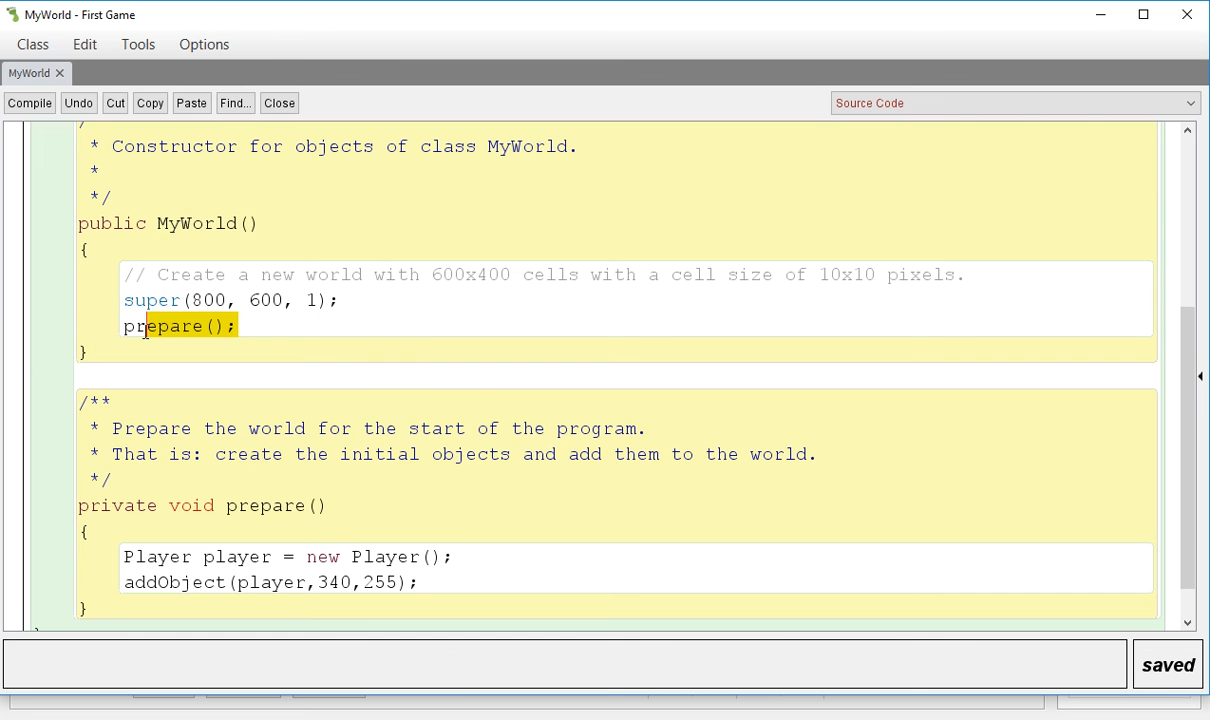 MyWorld - First Game
Class Edit Tools Options
MyWorld
Compile Undo Cut Copy Paste Find... Close Source Code
* Constructor for objects of class MyWorld.
*
*/
public MyWorld()
{
// Create a new world with 600x400 cells with a cell size of 10x10 pixels.
super(800, 600, 1);
prepare();
}
/**
* Prepare the world for the start of the program.
* That is: create the initial objects and add them to the world.
*/
private void prepare()
{
Player player = new Player();
addObject(player,340,255);
}
saved